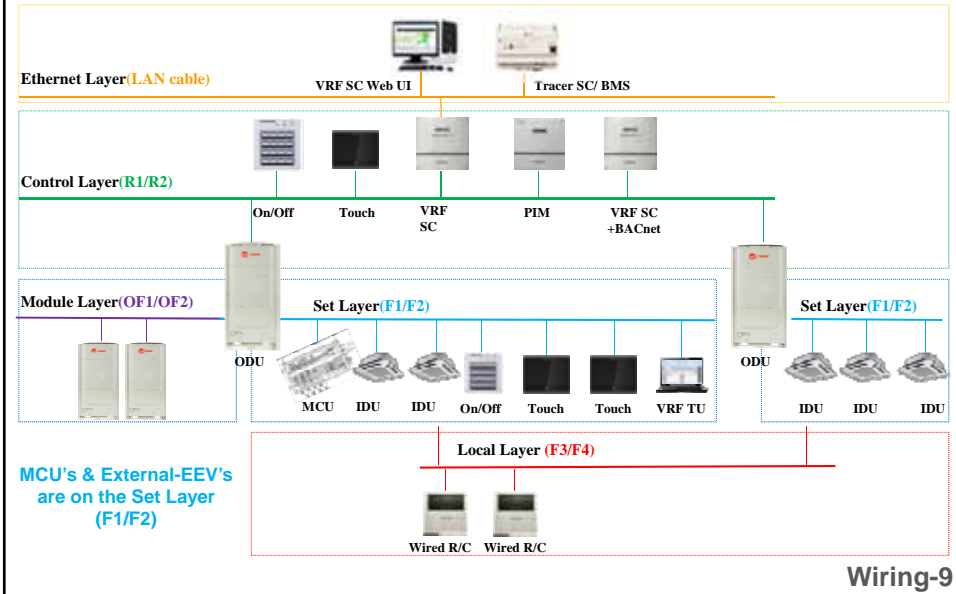 Ethernet Layer(LAN cable)
VRF SC Web UI
Tracer SC/ BMS
Control Layer(R1/R2)
On/Off
Touch
VRF
SC
PIM
VRF SC
+BACnet
Module Layer(OF1/OF2)
ODU
Set Layer(F1/F2)
MCU
IDU
IDU
On/Off
Touch
Touch
VRF TU
ODU
Set Layer(F1/F2)
IDU
IDU
IDU
Local Layer (F3/F4)
Wired R/C
Wired R/C
MCU's & External-EEV's
are on the Set Layer
(F1/F2)
Wiring-9